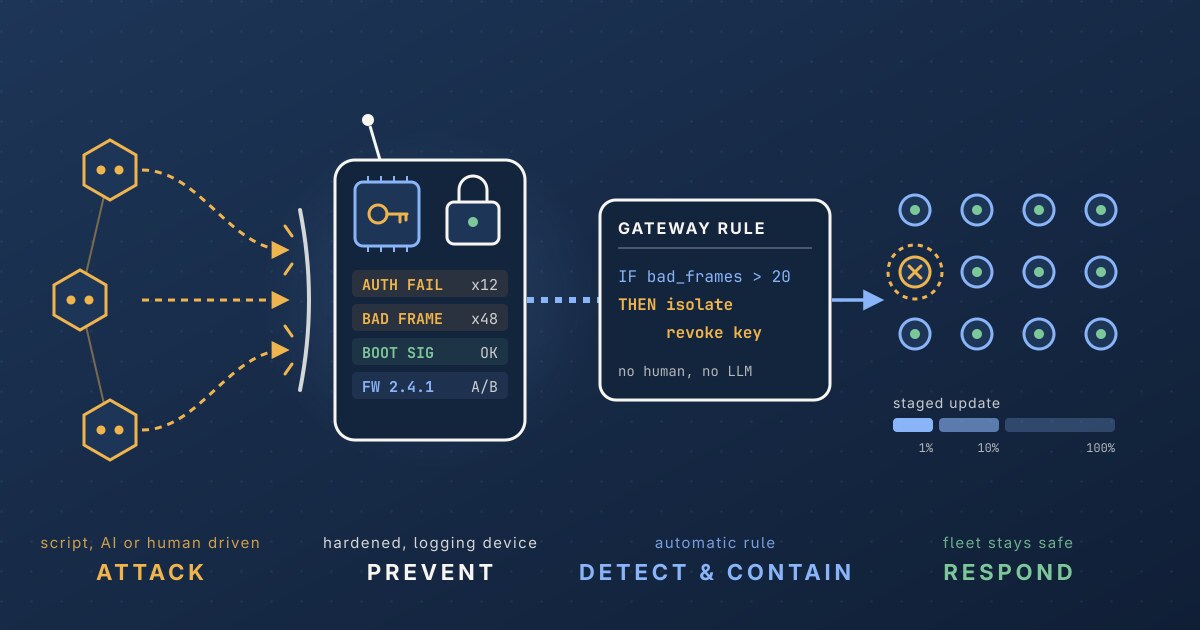 AUTH FAIL x12
BAD FRAME x48
BOOT SIG OK
FW 2.4.1 A/B
GATEWAY RULE
IF bad_frames > 20
THEN isolate
revoke key
no human, no LLM
staged update
1% 10% 100%
script, AI or human driven
ATTACK
hardened, logging device
PREVENT
automatic rule
DETECT & CONTAIN
fleet stays safe
RESPOND